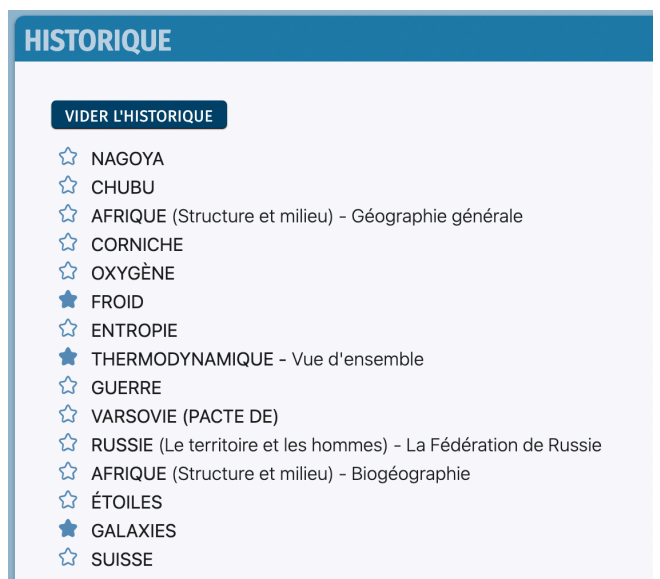 HISTORIQUE
VIDER L'HISTORIQUE
NAGOYA
CHUBU
AFRIQUE (Structure et milieu) - Géographie générale
CORNICHE
OXYGÈNE
FROID
ENTROPIE
THERMODYNAMIQUE - Vue d'ensemble
GUERRE
VARSOVIE (PACTE DE)
RUSSIE (Le territoire et les hommes) - La Fédération de Russie
AFRIQUE (Structure et milieu) - Biogéographie
ÉTOILES
GALAXIES
SUISSE